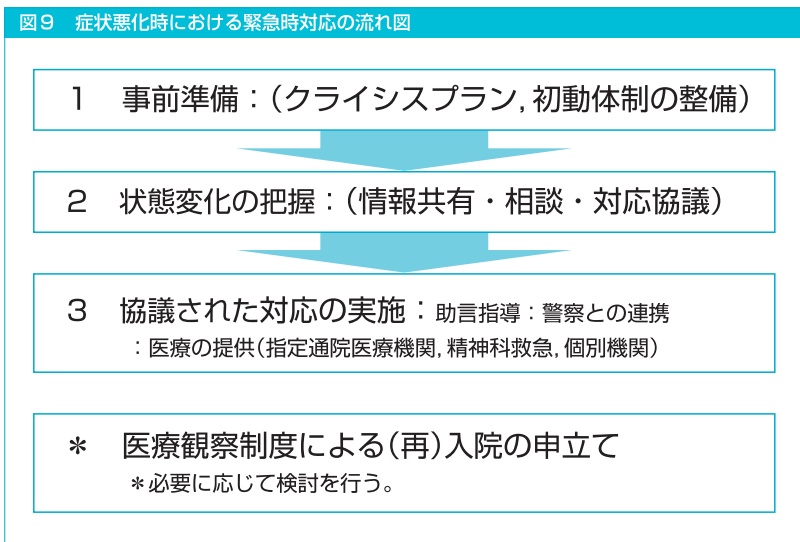 図9 症状悪化時における緊急時対応の流れ図
1 事前準備：(クライシスプラン,初動体制の整備)
2 状態変化の把握：(情報共有・相談・対応協議)
3 協議された対応の実施：助言指導：警察との連携
：医療の提供(指定通院医療機関,精神科救急,個別機関)
＊ 医療観察制度による(再)入院の申立て
＊必要に応じて検討を行う。